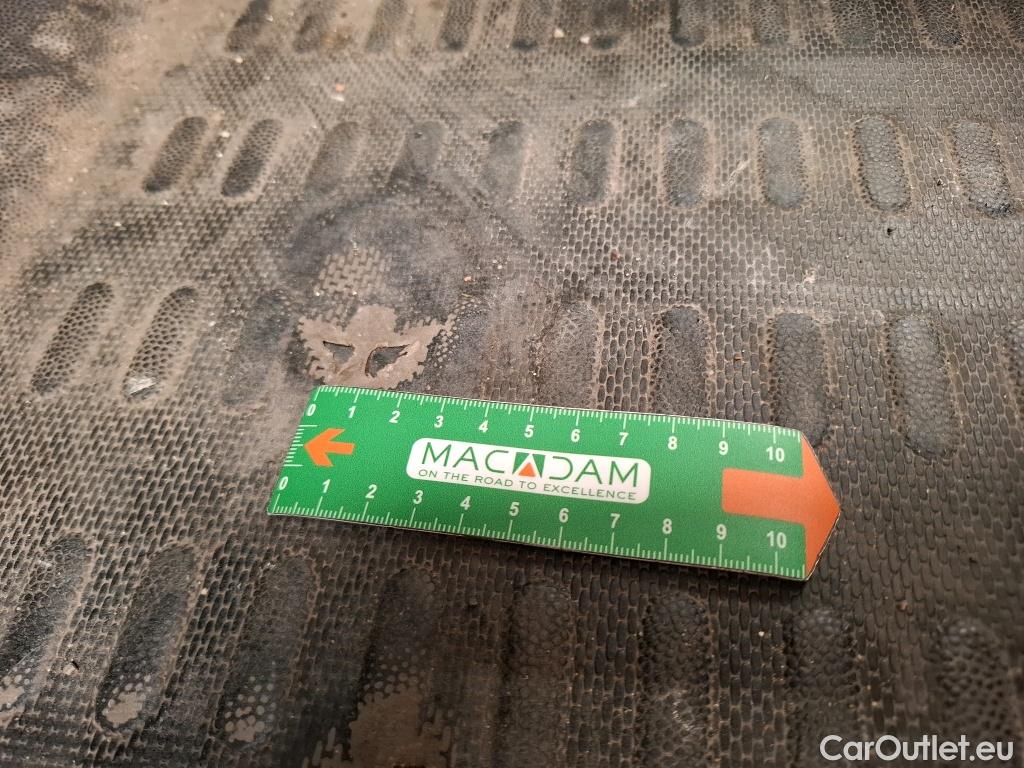 0 1 2 3 4 5 6 7 8 9 10
MACADAM
ON THE ROAD TO EXCELLENCE
0 1 2 3 4 5 6 7 8 9 10
CarOutlet.eu